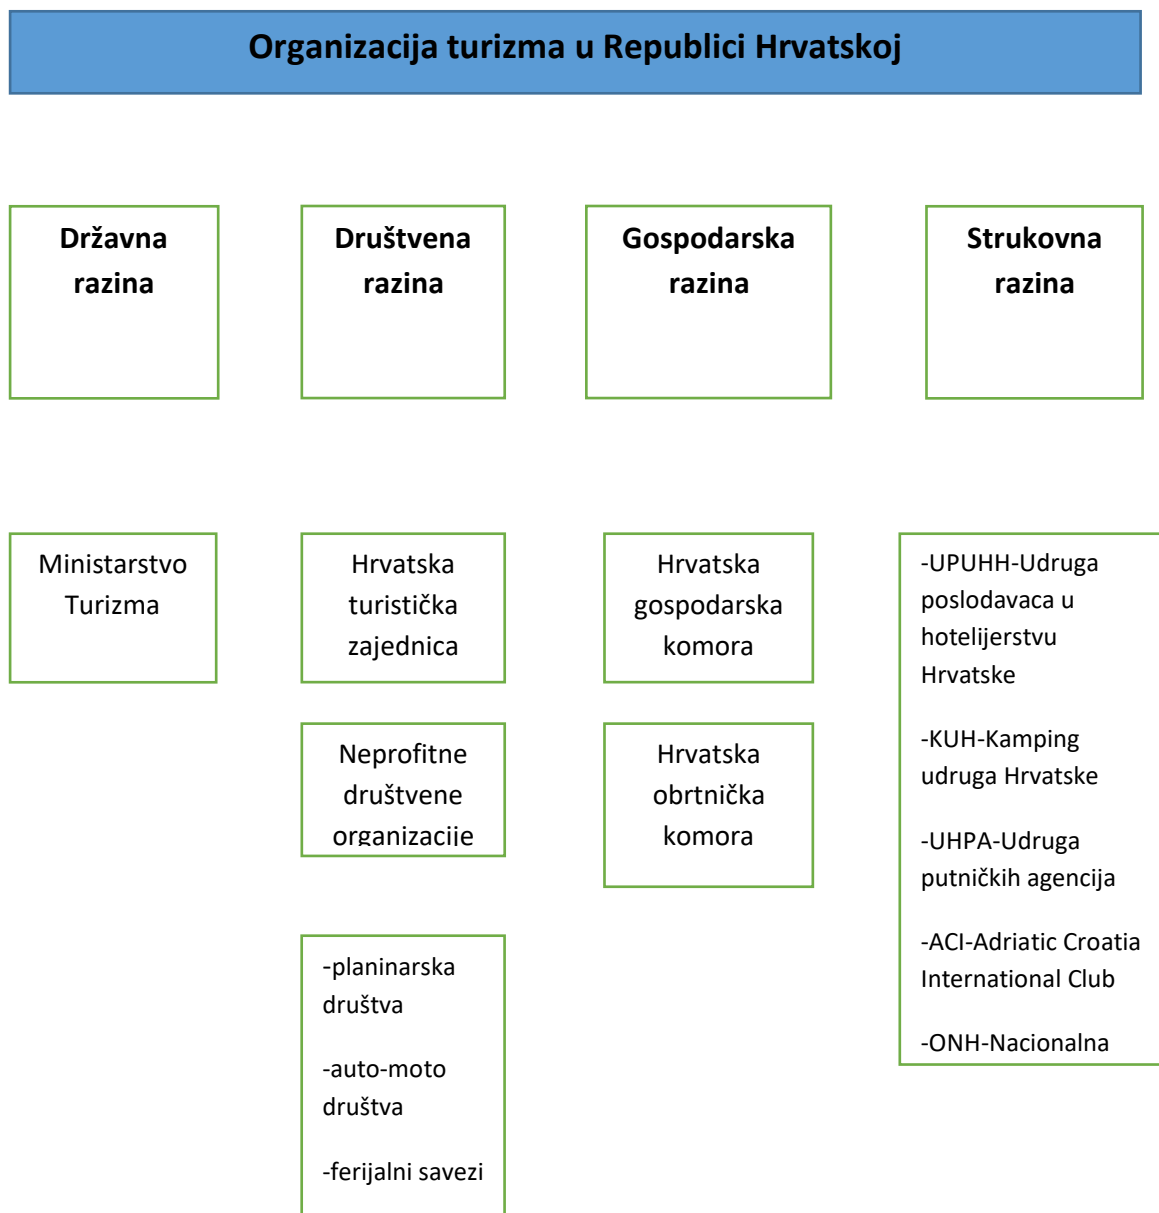 Organizacija turizma u Republici Hrvatskoj
Državna
razina
Društvena
razina
Gospodarska
razina
Strukovna
razina
Ministarstvo
Turizma
Hrvatska
turistička
zajednica
Neprofitne
društvene
organizacije
-planinarska
društva
-auto-moto
društva
-ferijalni savezi
Hrvatska
gospodarska
komora
Hrvatska
obrtnička
komora
-UPUHH-Udruga
poslodavaca u
hotelijerstvu
Hrvatske
-KUH-Kamping
udruga Hrvatske
-UHPA-Udruga
putničkih agencija
-ACI-Adriatic Croatia
International Club
-ONH-Nacionalna